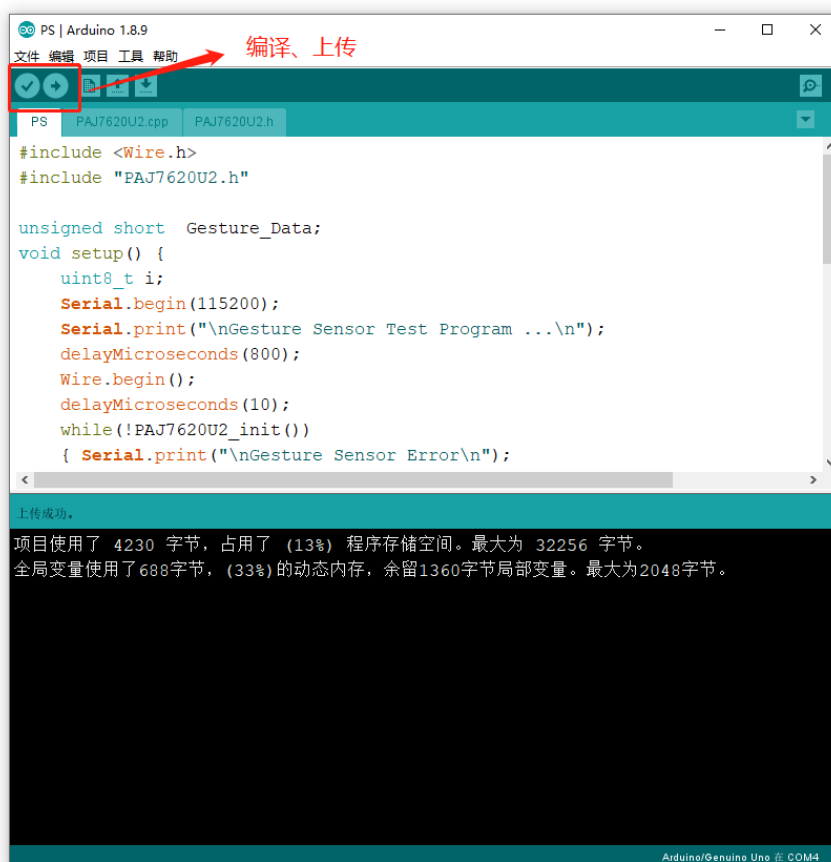 PS | Arduino 1.8.9
文件 编辑 项目 工具 帮助
编译、上传
PS PAJ7620U2.cpp PAJ7620U2.h
#include <Wire.h>
#include "PAJ7620U2.h"
unsigned short  Gesture_Data;
void setup() {
uint8_t i;
Serial.begin(115200);
Serial.print("\nGesture Sensor Test Program ...\n");
delayMicroseconds(800);
Wire.begin();
delayMicroseconds(10);
while(!PAJ7620U2_init())
{ Serial.print("\nGesture Sensor Error\n");
上传成功。
项目使用了 4230 字节，占用了 (13%) 程序存储空间。最大为 32256 字节。
全局变量使用了688字节，(33%)的动态内存，余留1360字节局部变量。最大为2048字节。
Arduino/Genuino Uno 在 COM4